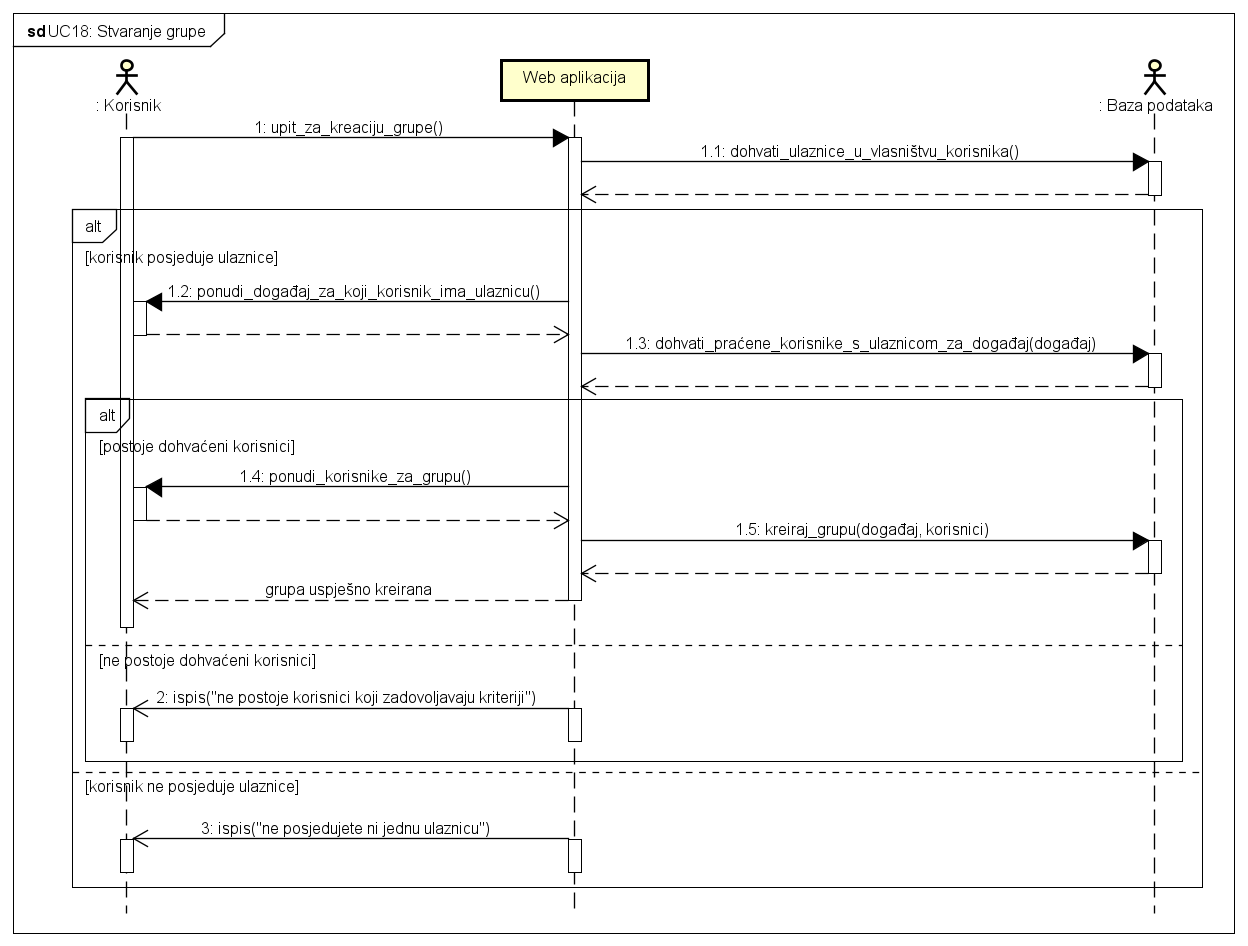 sd UC18: Stvaranje grupe
: Korisnik
Web aplikacija
: Baza podataka
1: upit_za_kreaciju_grupe()
1.1: dohvati_ulaznice_u_vlasništvu_korisnika()
alt
[korisnik posjeduje ulaznice]
1.2: ponudi_događaj_za_koji_korisnik_ima_ulaznicu()
1.3: dohvati_praćene_korisnike_s_ulaznicom_za_događaj(događaj)
alt
[postoje dohvaćeni korisnici]
1.4: ponudi_korisnike_za_grupu()
1.5: kreiraj_grupu(događaj, korisnici)
grupa uspješno kreirana
[ne postoje dohvaćeni korisnici]
2: ispis("ne postoje korisnici koji zadovoljavaju kriteriji")
[korisnik ne posjeduje ulaznice]
3: ispis("ne posjedujete ni jednu ulaznicu")